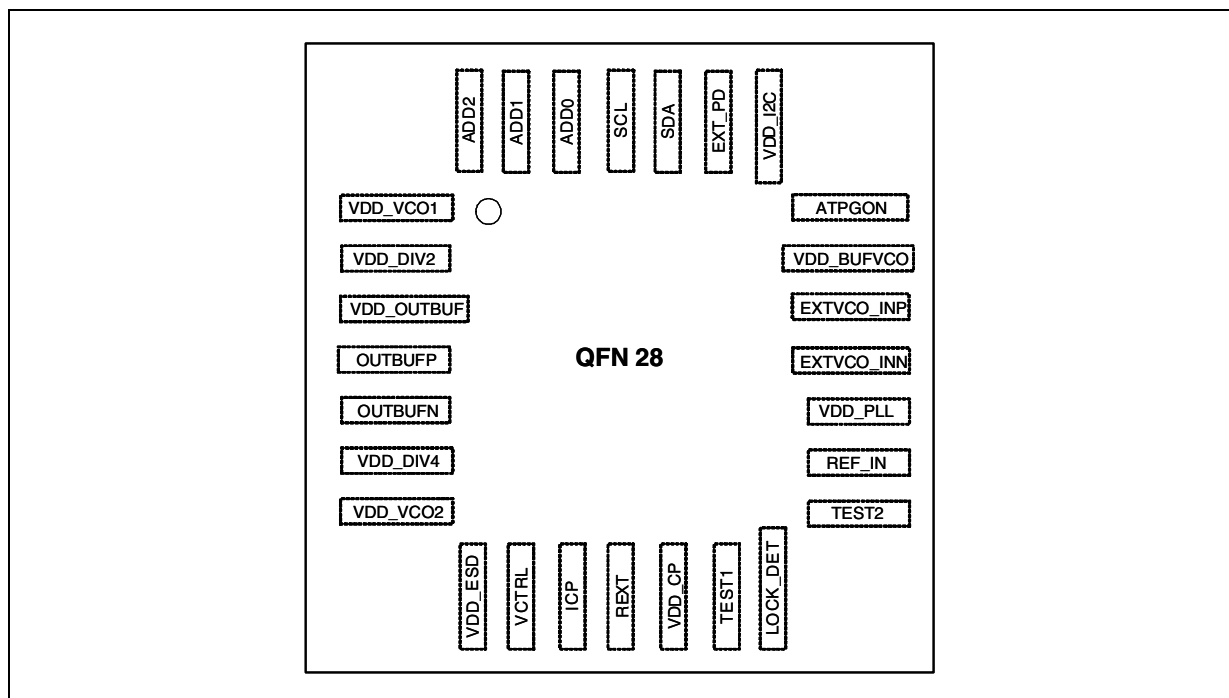 ADD2
ADD1
ADD0
SCL
SDA
EXT_PD
VDD_I2C
VDD_VCO1
ATPGON
VDD_DIV2
VDD_BUFVCO
VDD_OUTBUF
EXTVCO_INP
OUTBUFP
QFN 28
EXTVCO_INN
OUTBUFN
VDD_PLL
VDD_DIV4
REF_IN
VDD_VCO2
TEST2
VDD_ESD
VCTRL
ICP
REXT
VDD_CP
TEST1
LOCK_DET